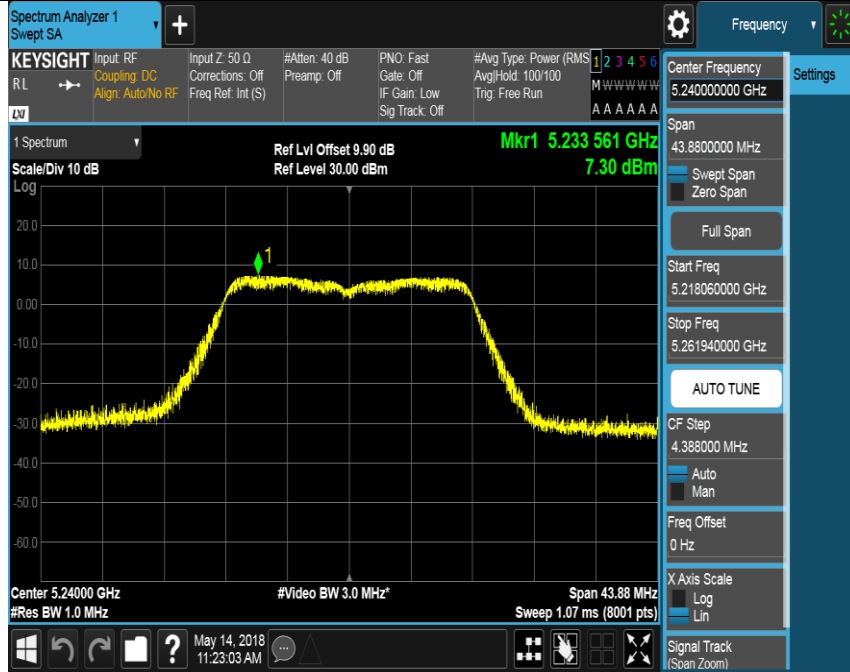 Spectrum Analyzer 1
Swept SA
+
Frequency
KEYSIGHT
RL
LXI
Input: RF
Coupling: DC
Align: Auto/No RF
Input Z: 50 Ω
Corrections: Off
Freq Ref: Int (S)
#Atten: 40 dB
Preamp: Off
PNO: Fast
Gate: Off
IF Gain: Low
Sig Track: Off
#Avg Type: Power (RMS
Avg|Hold: 100/100
Trig: Free Run
1 2 3 4 5 6
M W W W W W
A A A A A A
1 Spectrum
Scale/Div 10 dB
Log
Ref Lvl Offset 9.90 dB
Ref Level 30.00 dBm
Mkr1 5.233 561 GHz
7.30 dBm
1
20.0
10.0
0.00
-10.0
-20.0
-30.0
-40.0
-50.0
-60.0
Center 5.24000 GHz
#Res BW 1.0 MHz
#Video BW 3.0 MHz*
Span 43.88 MHz
Sweep 1.07 ms (8001 pts)
?
May 14, 2018
11:23:03 AM
Center Frequency
5.240000000 GHz
Settings
Span
43.8800000 MHz
Swept Span
Zero Span
Full Span
Start Freq
5.218060000 GHz
Stop Freq
5.261940000 GHz
AUTO TUNE
CF Step
4.388000 MHz
Auto
Man
Freq Offset
0 Hz
X Axis Scale
Log
Lin
Signal Track
(Span Zoom)